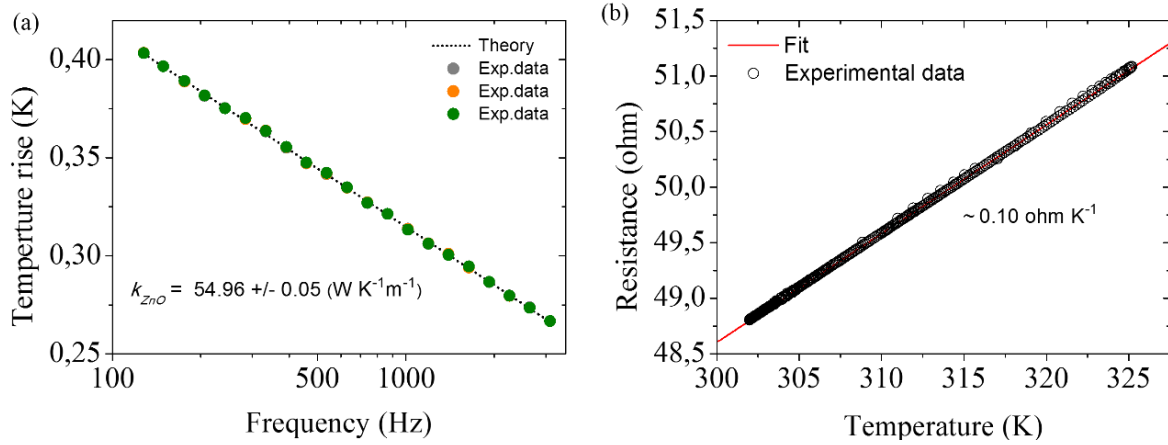 (a)
0,40
0,35
0,30
0,25
Temperture rise (K)
Theory
Exp.data
Exp.data
Exp.data
k_ZnO = 54.96 +/- 0.05 (W K⁻¹m⁻¹)
100
500
1000
Frequency (Hz)
(b)
51,5
51,0
50,5
50,0
49,5
49,0
48,5
Resistance (ohm)
Fit
Experimental data
~ 0.10 ohm K⁻¹
300
305
310
315
320
325
Temperature (K)